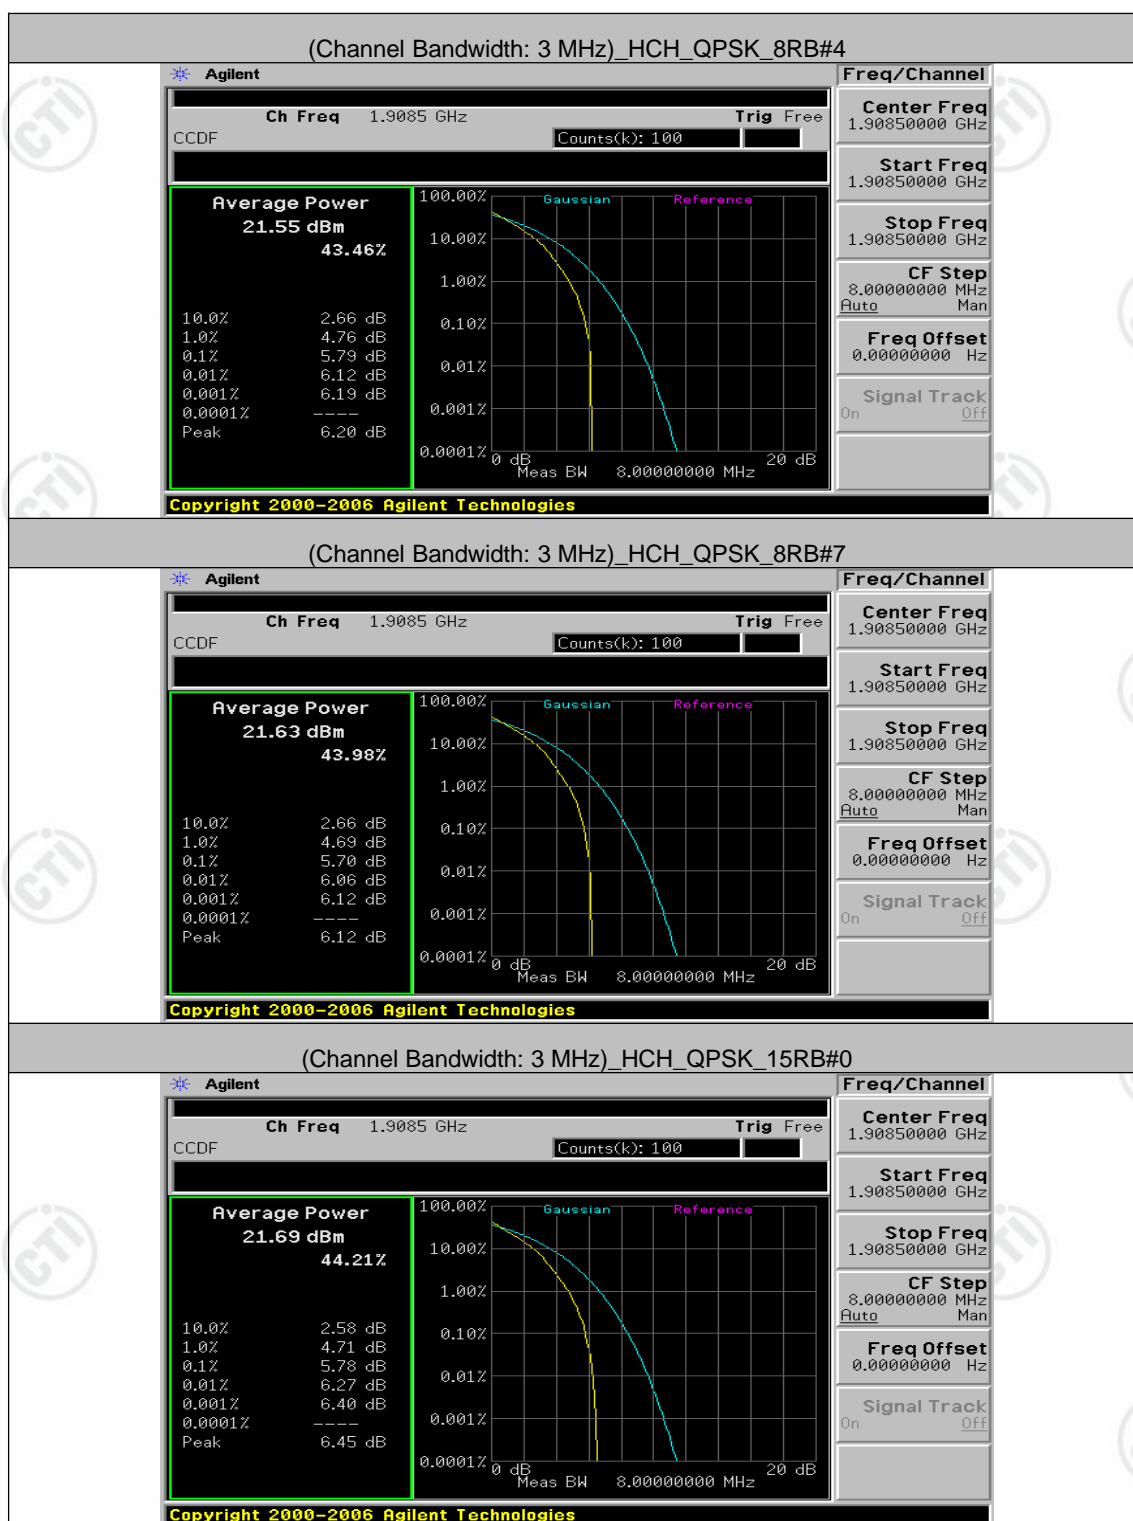 (Channel Bandwidth: 3 MHz)_HCH_QPSK_8RB#4
Agilent
Freq/Channel
Ch Freq 1.9085 GHz Trig Free
CCDF Counts(k): 100
Center Freq
1.90850000 GHz
Start Freq
1.90850000 GHz
Stop Freq
1.90850000 GHz
CF Step
8.00000000 MHz
Auto Man
Freq Offset
0.00000000 Hz
Signal Track
On Off
Average Power
21.55 dBm
43.46%
10.0% 2.66 dB
1.0% 4.76 dB
0.1% 5.79 dB
0.01% 6.12 dB
0.001% 6.19 dB
0.0001% ----
Peak 6.20 dB
Gaussian Reference
100.00%
10.00%
1.00%
0.10%
0.01%
0.001%
0.0001%
0 dB 20 dB
Meas BW 8.00000000 MHz
Copyright 2000-2006 Agilent Technologies
(Channel Bandwidth: 3 MHz)_HCH_QPSK_8RB#7
Agilent
Freq/Channel
Ch Freq 1.9085 GHz Trig Free
CCDF Counts(k): 100
Center Freq
1.90850000 GHz
Start Freq
1.90850000 GHz
Stop Freq
1.90850000 GHz
CF Step
8.00000000 MHz
Auto Man
Freq Offset
0.00000000 Hz
Signal Track
On Off
Average Power
21.63 dBm
43.98%
10.0% 2.66 dB
1.0% 4.69 dB
0.1% 5.70 dB
0.01% 6.06 dB
0.001% 6.12 dB
0.0001% ----
Peak 6.12 dB
Gaussian Reference
100.00%
10.00%
1.00%
0.10%
0.01%
0.001%
0.0001%
0 dB 20 dB
Meas BW 8.00000000 MHz
Copyright 2000-2006 Agilent Technologies
(Channel Bandwidth: 3 MHz)_HCH_QPSK_15RB#0
Agilent
Freq/Channel
Ch Freq 1.9085 GHz Trig Free
CCDF Counts(k): 100
Center Freq
1.90850000 GHz
Start Freq
1.90850000 GHz
Stop Freq
1.90850000 GHz
CF Step
8.00000000 MHz
Auto Man
Freq Offset
0.00000000 Hz
Signal Track
On Off
Average Power
21.69 dBm
44.21%
10.0% 2.58 dB
1.0% 4.71 dB
0.1% 5.78 dB
0.01% 6.27 dB
0.001% 6.40 dB
0.0001% ----
Peak 6.45 dB
Gaussian Reference
100.00%
10.00%
1.00%
0.10%
0.01%
0.001%
0.0001%
0 dB 20 dB
Meas BW 8.00000000 MHz
Copyright 2000-2006 Agilent Technologies
CTI
CTI
CTI
CTI
CTI
CTI
CTI
CTI